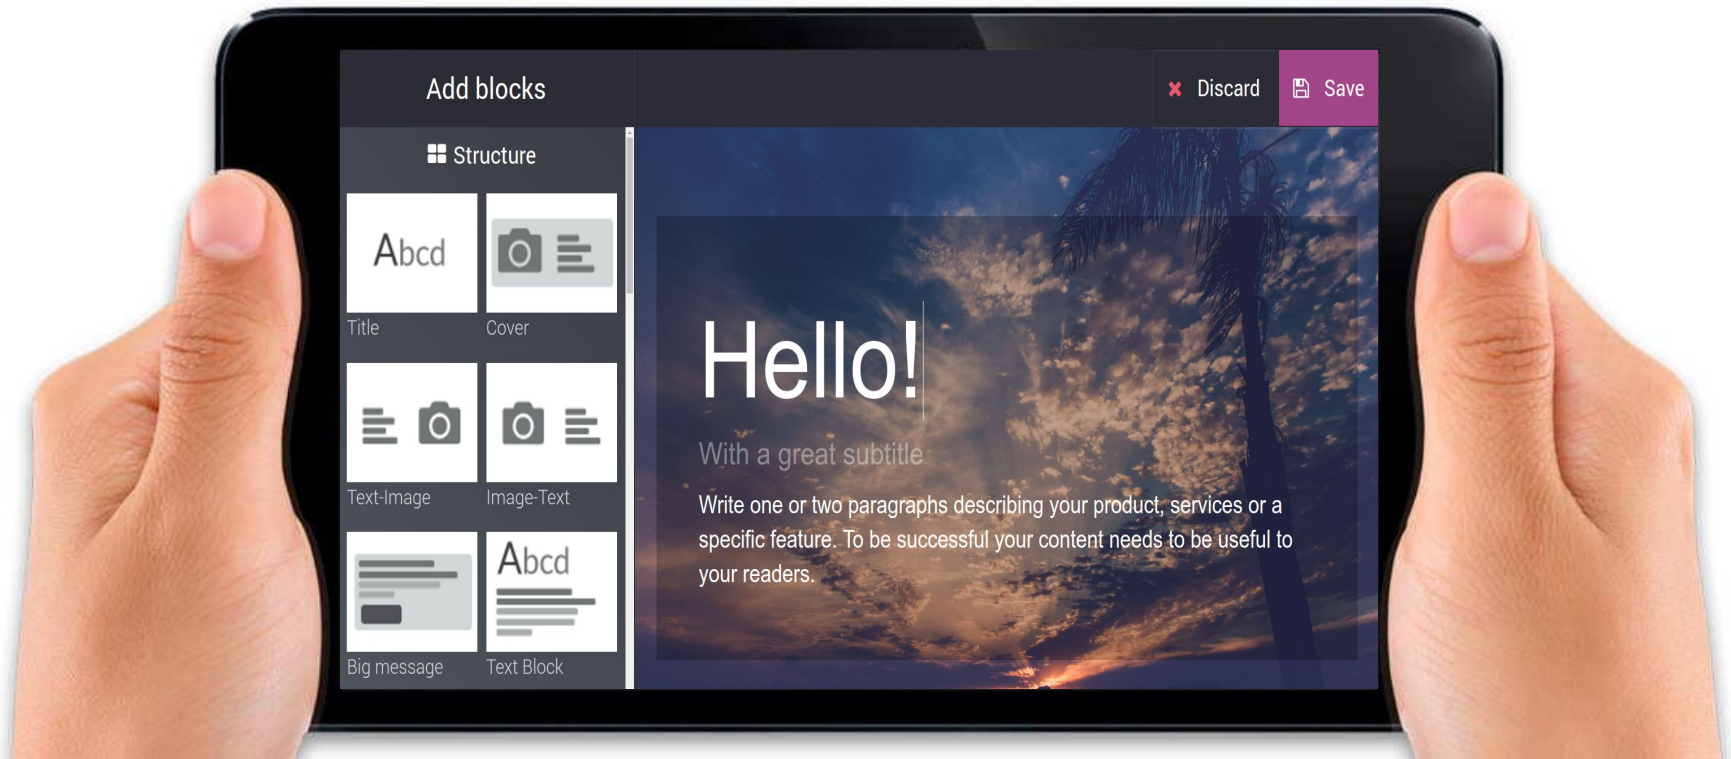 Add blocks
Discard
Save
Structure
Abcd
Title
Cover
Text-Image
Image-Text
Abcd
Big message
Text Block
Hello!
With a great subtitle
Write one or two paragraphs describing your product, services or a
specific feature. To be successful your content needs to be useful to
your readers.